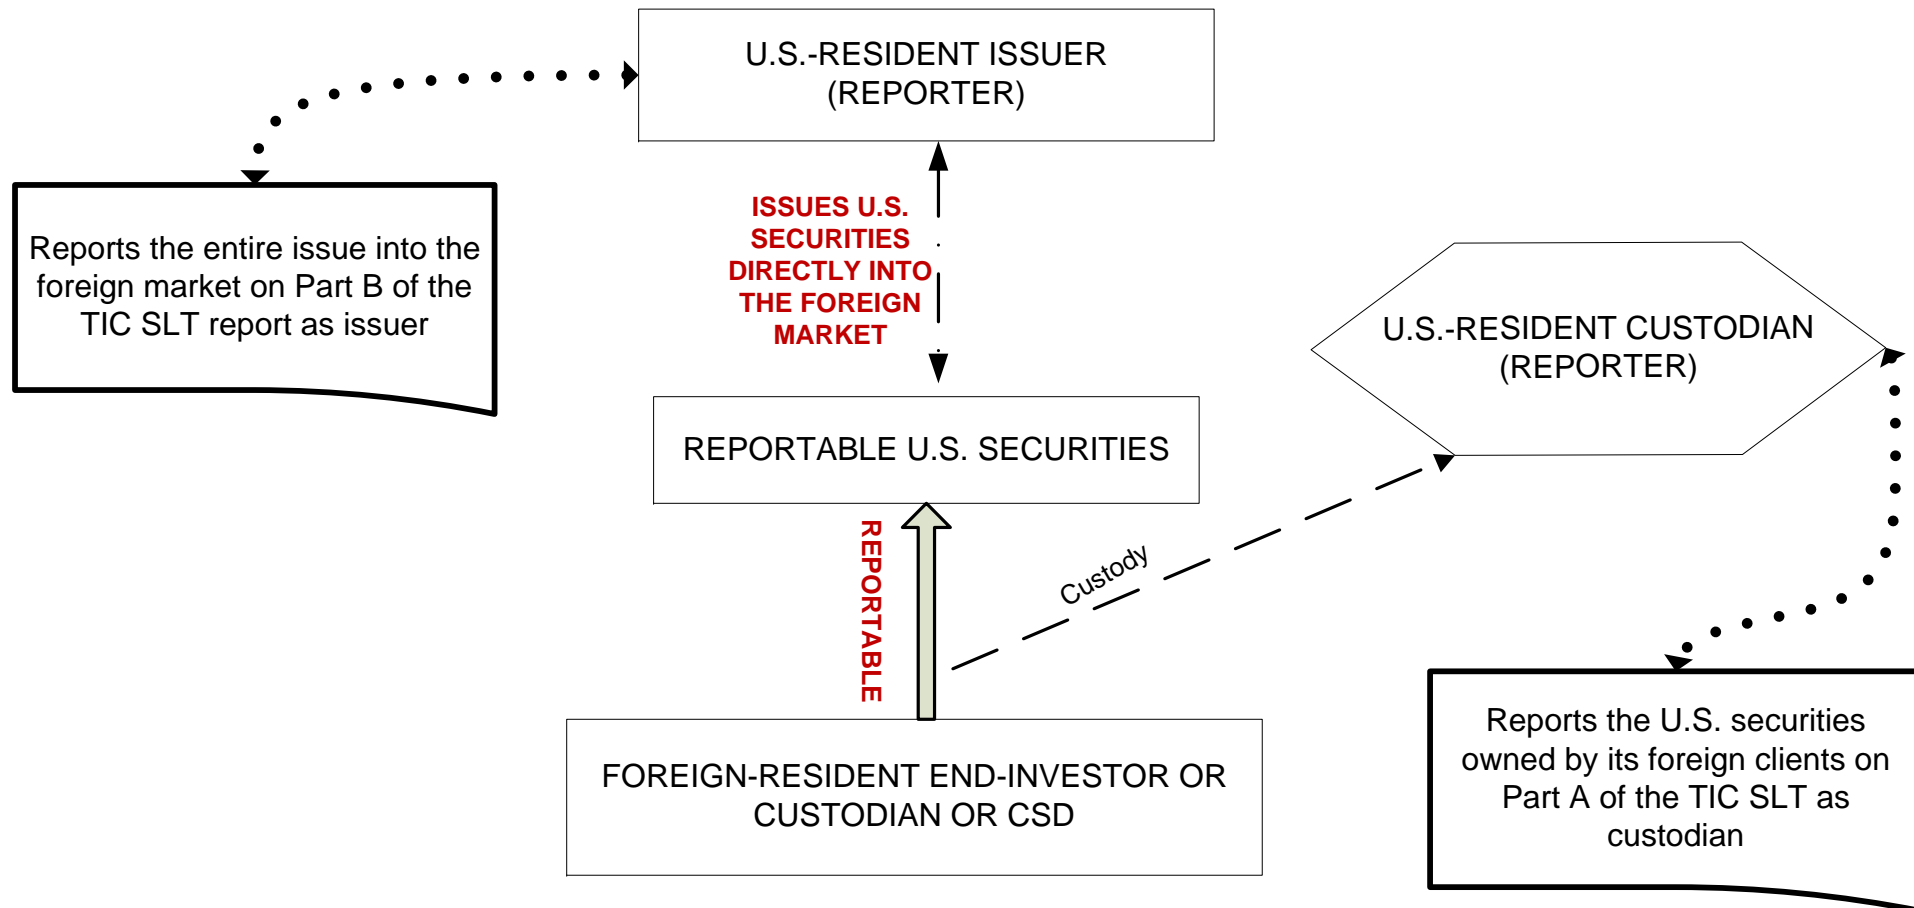 U.S.-RESIDENT ISSUER
(REPORTER)
Reports the entire issue into the
foreign market on Part B of the
TIC SLT report as issuer
ISSUES U.S.
SECURITIES
DIRECTLY INTO
THE FOREIGN
MARKET
U.S.-RESIDENT CUSTODIAN
(REPORTER)
REPORTABLE U.S. SECURITIES
REPORTABLE
Custody
FOREIGN-RESIDENT END-INVESTOR OR
CUSTODIAN OR CSD
Reports the U.S. securities
owned by its foreign clients on
Part A of the TIC SLT as
custodian